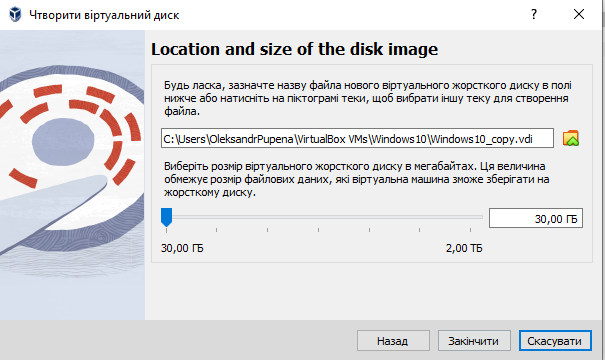 Чтворити віртуальний диск
Location and size of the disk image
Будь ласка, зазначте назву файла нового віртуального жорсткого диску в полі
нижче або натисніть на піктограмі теки, щоб вибрати іншу теку для створення
файла.
C:\Users\OleksandrPupena\VirtualBox VMs\Windows10\Windows10_copy.vdi
Виберіть розмір віртуального жорсткого диску в мегабайтах. Ця величина
обмежує розмір файлових даних, які віртуальна машина зможе зберігати на
жорсткому диску.
30,00 ГБ
30,00 ГБ 2,00 ТБ
Назад Закінчити Скасувати